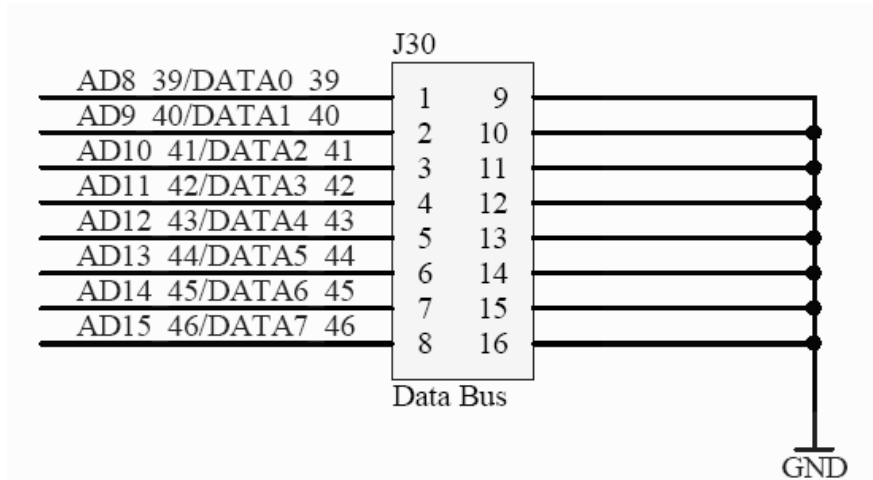 J30
AD8 39/DATA0 39
1 9
AD9 40/DATA1 40
2 10
AD10 41/DATA2 41
3 11
AD11 42/DATA3 42
4 12
AD12 43/DATA4 43
5 13
AD13 44/DATA5 44
6 14
AD14 45/DATA6 45
7 15
AD15 46/DATA7 46
8 16
Data Bus
GND